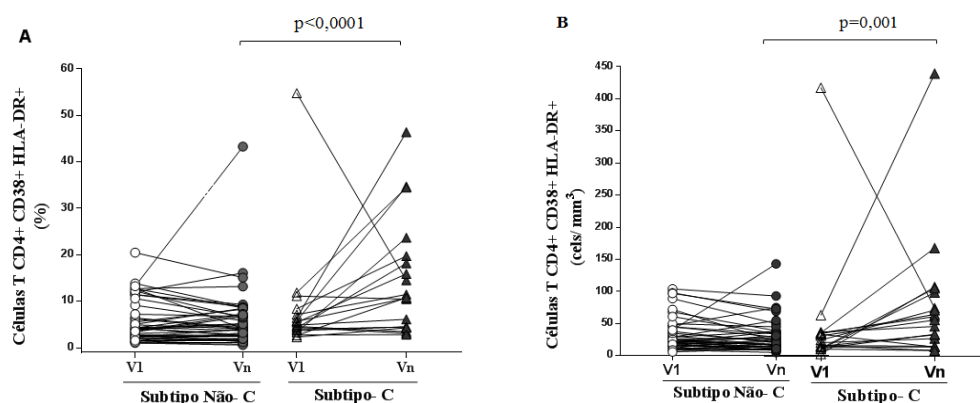 A
p<0,0001
Células T CD4+ CD38+ HLA-DR+
(%)
60
50
40
30
20
10
0
V1
Vn
V1
Vn
Subtipo Não- C
Subtipo- C
B
p=0,001
Células T CD4+ CD38+ HLA-DR+
(cels/ mm³)
450
400
350
300
250
200
150
100
50
0
V1
Vn
V1
Vn
Subtipo Não- C
Subtipo- C